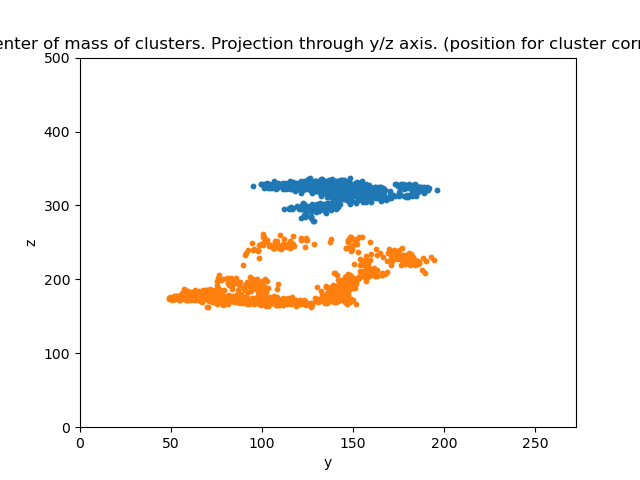 enter of mass of clusters. Projection through y/z axis. (position for cluster corr
500
400
300
200
100
0
z
0 50 100 150 200 250
y